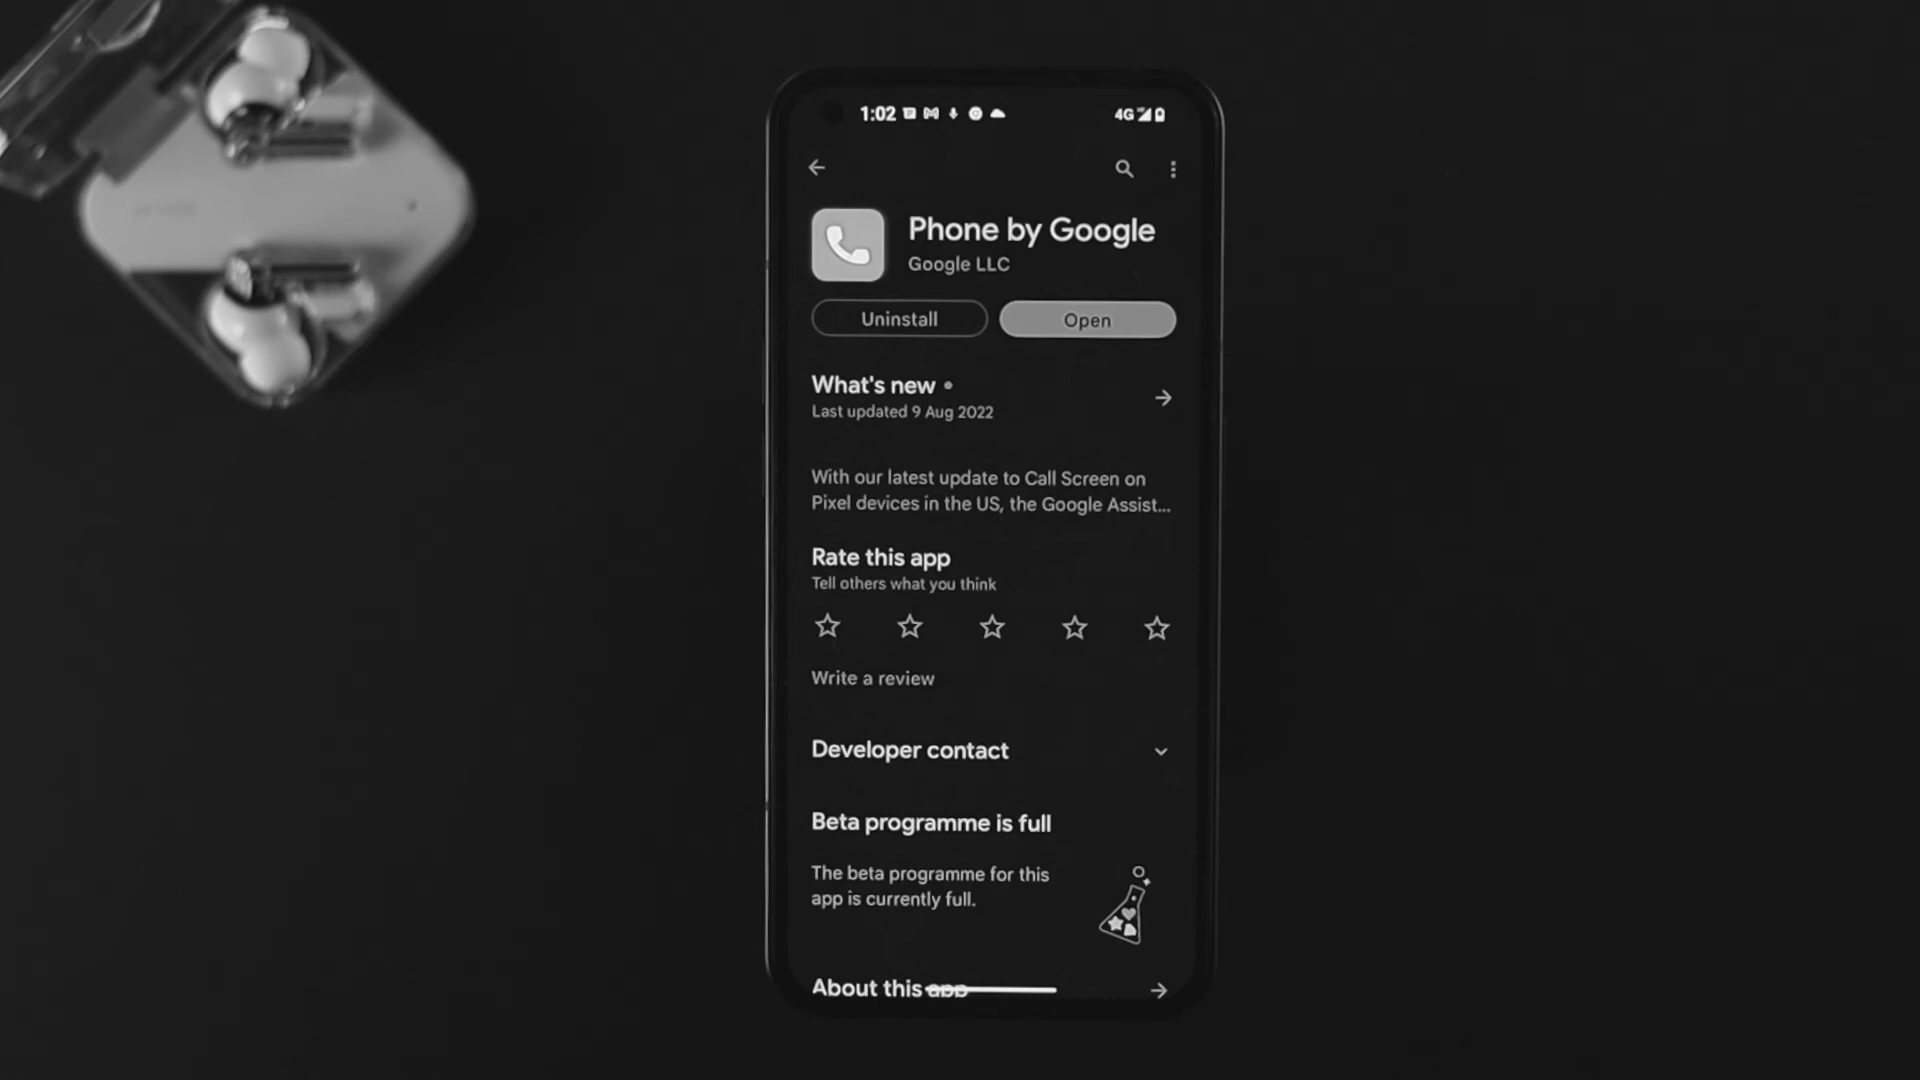 1:02
4G
Phone by Google
Google LLC
Uninstall
Open
What's new •
Last updated 9 Aug 2022
With our latest update to Call Screen on
Pixel devices in the US, the Google Assist...
Rate this app
Tell others what you think
Write a review
Developer contact
Beta programme is full
The beta programme for this
app is currently full.
About this app